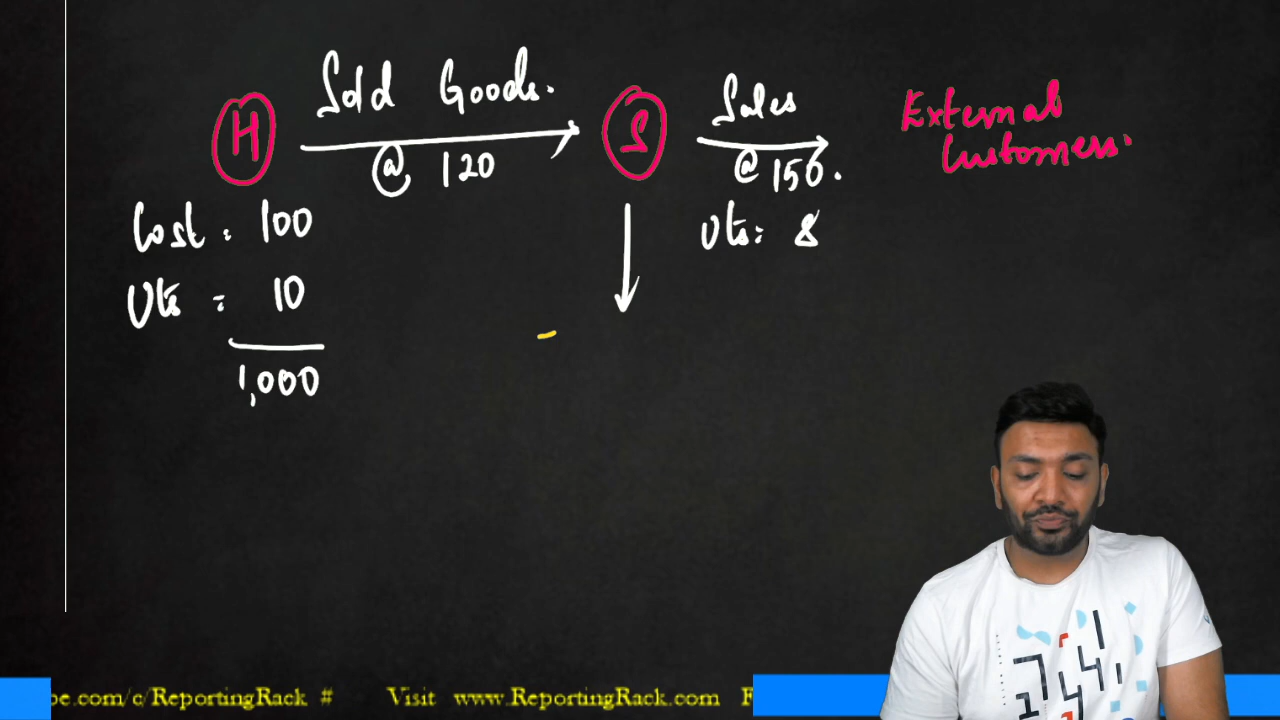 H
Sold Goods.
@ 120
S
Sales
@ 150.
External
Customers.
Cost = 100
Uts = 10
1,000
Uts: 8
be.com/c/ReportingRack # Visit www.ReportingRack.com F